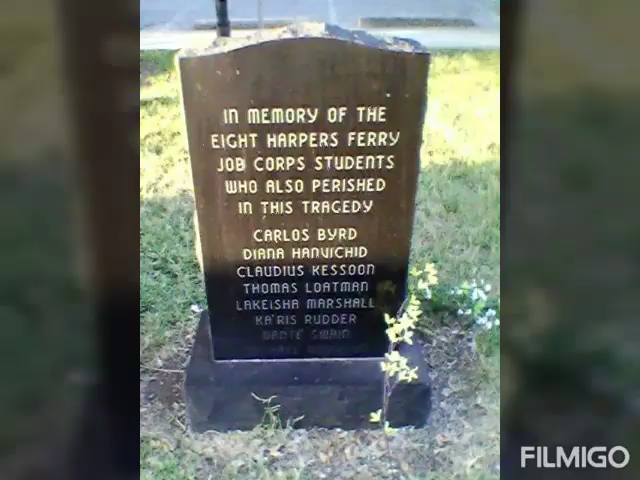 IN MEMORY OF THE
EIGHT HARPERS FERRY
JOB CORPS STUDENTS
WHO ALSO PERISHED
IN THIS TRAGEDY
CARLOS BYRD
DIANA HANVICHID
CLAUDIUS KESSOON
THOMAS LOATMAN
LAKEISHA MARSHALL
KA'RIS RUDDER
DANTE SWAIN
FILMIGO